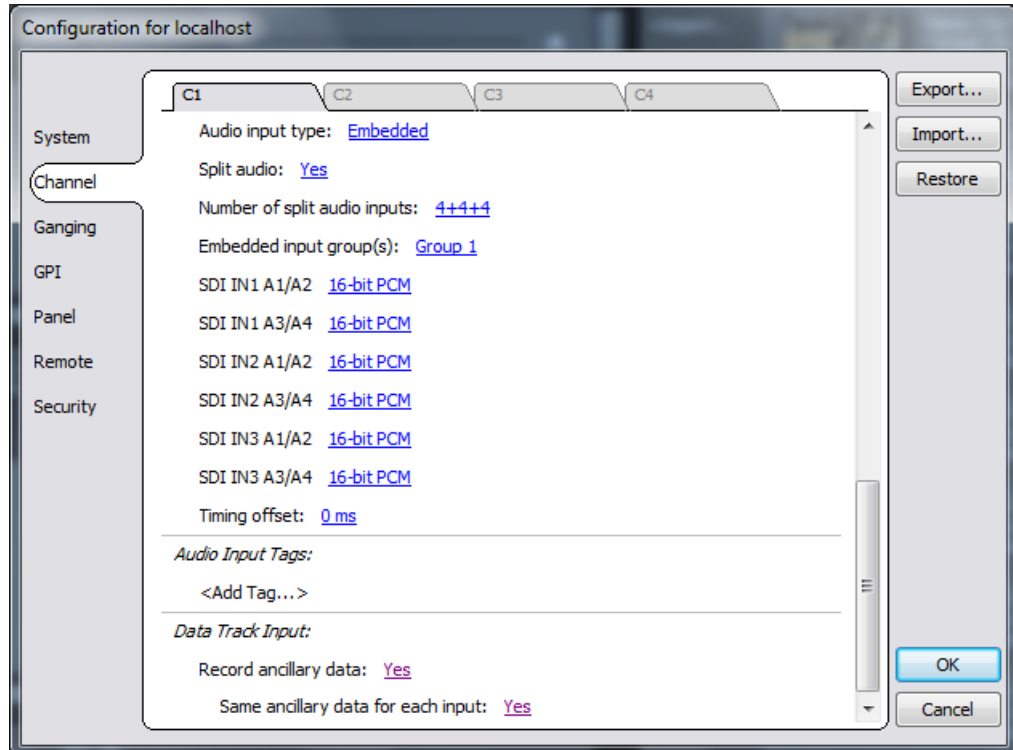 Configuration for localhost
C1 C2 C3 C4
System
Channel
Ganging
GPI
Panel
Remote
Security
Audio input type: Embedded
Split audio: Yes
Number of split audio inputs: 4+4+4
Embedded input group(s): Group 1
SDI IN1 A1/A2 16-bit PCM
SDI IN1 A3/A4 16-bit PCM
SDI IN2 A1/A2 16-bit PCM
SDI IN2 A3/A4 16-bit PCM
SDI IN3 A1/A2 16-bit PCM
SDI IN3 A3/A4 16-bit PCM
Timing offset: 0 ms
Audio Input Tags:
<Add Tag...>
Data Track Input:
Record ancillary data: Yes
Same ancillary data for each input: Yes
Export...
Import...
Restore
OK
Cancel